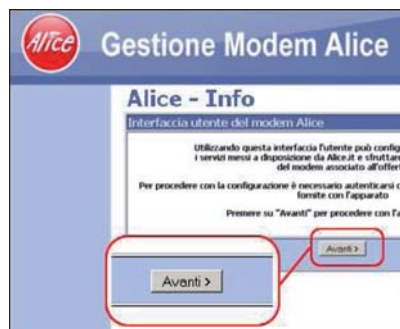 Alice
Gestione Modem Alice
Alice - Info
Interfaccia utente del modem Alice
Utilizzando questa interfaccia l'utente può config
i servizi messi a disposizione da Alice.it e sfruttare
del modem associato all'offert
Per procedere con la configurazione è necessario autenticarsi c
fornite con l'apparato
Premere su "Avanti" per procedere con l'a
Avanti >
Avanti >